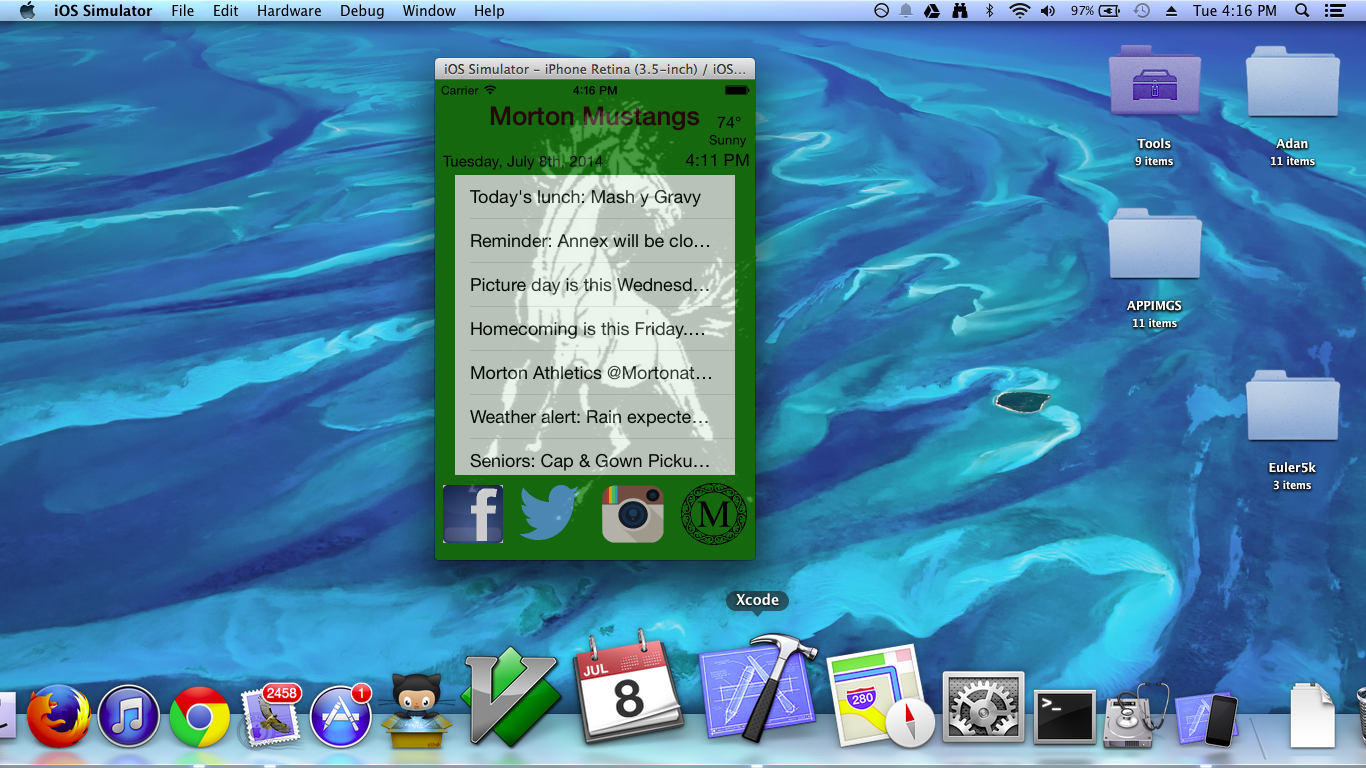 iOS Simulator File Edit Hardware Debug Window Help 97% Tue 4:16 PM
iOS Simulator – iPhone Retina (3.5-inch) / iOS...
Carrier 4:16 PM
Morton Mustangs
74°
Sunny
Tuesday, July 8th, 2014 4:11 PM
Today's lunch: Mash y Gravy
Reminder: Annex will be clo...
Picture day is this Wednesd...
Homecoming is this Friday....
Morton Athletics @Mortonat...
Weather alert: Rain expecte...
Seniors: Cap & Gown Picku...
f
M
Tools
9 items
Adan
11 items
APPIMGS
11 items
Euler5k
3 items
Xcode
2458
1
JUL
8
280
>_